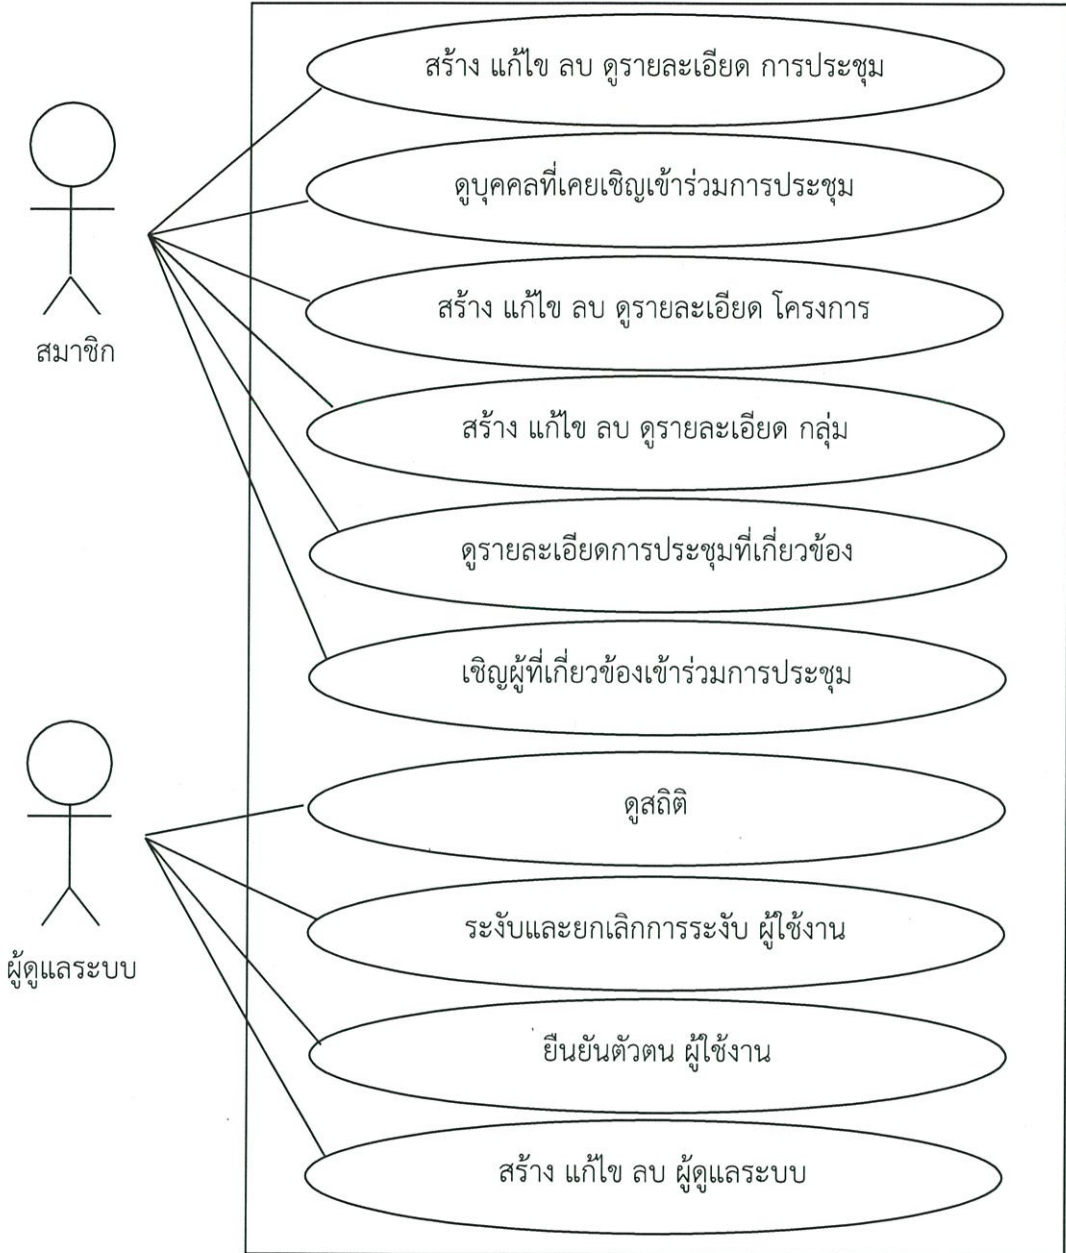 สร้าง แก้ไข ลบ ดูรายละเอียด การประชุม
ดูบุคคลที่เคยเชิญเข้าร่วมการประชุม
สร้าง แก้ไข ลบ ดูรายละเอียด โครงการ
สมาชิก
สร้าง แก้ไข ลบ ดูรายละเอียด กลุ่ม
ดูรายละเอียดการประชุมที่เกี่ยวข้อง
เชิญผู้ที่เกี่ยวข้องเข้าร่วมการประชุม
ดูสถิติ
ระงับและยกเลิกการระงับ ผู้ใช้งาน
ผู้ดูแลระบบ
ยืนยันตัวตน ผู้ใช้งาน
สร้าง แก้ไข ลบ ผู้ดูแลระบบ